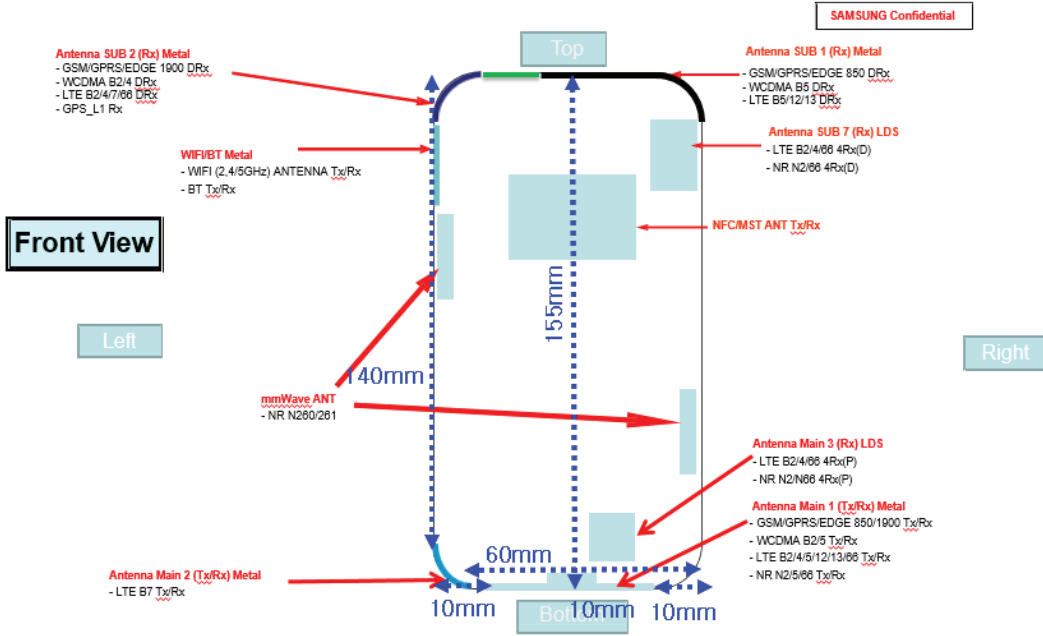 SAMSUNG Confidential
Top
Antenna SUB 2 (Rx) Metal
- GSM/GPRS/EDGE 1900 DRx
- WCDMA B2/4 DRx
- LTE B2/4/7/66 DRx
- GPS_L1 Rx
Antenna SUB 1 (Rx) Metal
- GSM/GPRS/EDGE 850 DRx
- WCDMA B5 DRx
- LTE B5/12/13 DRx
Antenna SUB 7 (Rx) LDS
- LTE B2/4/66 4Rx(D)
- NR N2/66 4Rx(D)
WIFI/BT Metal
- WIFI (2,4/5GHz) ANTENNA Tx/Rx
- BT Tx/Rx
NFC/MST ANT Tx/Rx
Front View
155mm
Left
Right
140mm
mmWave ANT
- NR N260/261
Antenna Main 3 (Rx) LDS
- LTE B2/4/66 4Rx(P)
- NR N2/N66 4Rx(P)
Antenna Main 1 (Tx/Rx) Metal
- GSM/GPRS/EDGE 850/1900 Tx/Rx
- WCDMA B2/5 Tx/Rx
- LTE B2/4/5/12/13/66 Tx/Rx
- NR N2/5/66 Tx/Rx
60mm
Antenna Main 2 (Tx/Rx) Metal
- LTE B7 Tx/Rx
10mm
10mm
10mm
Bottom